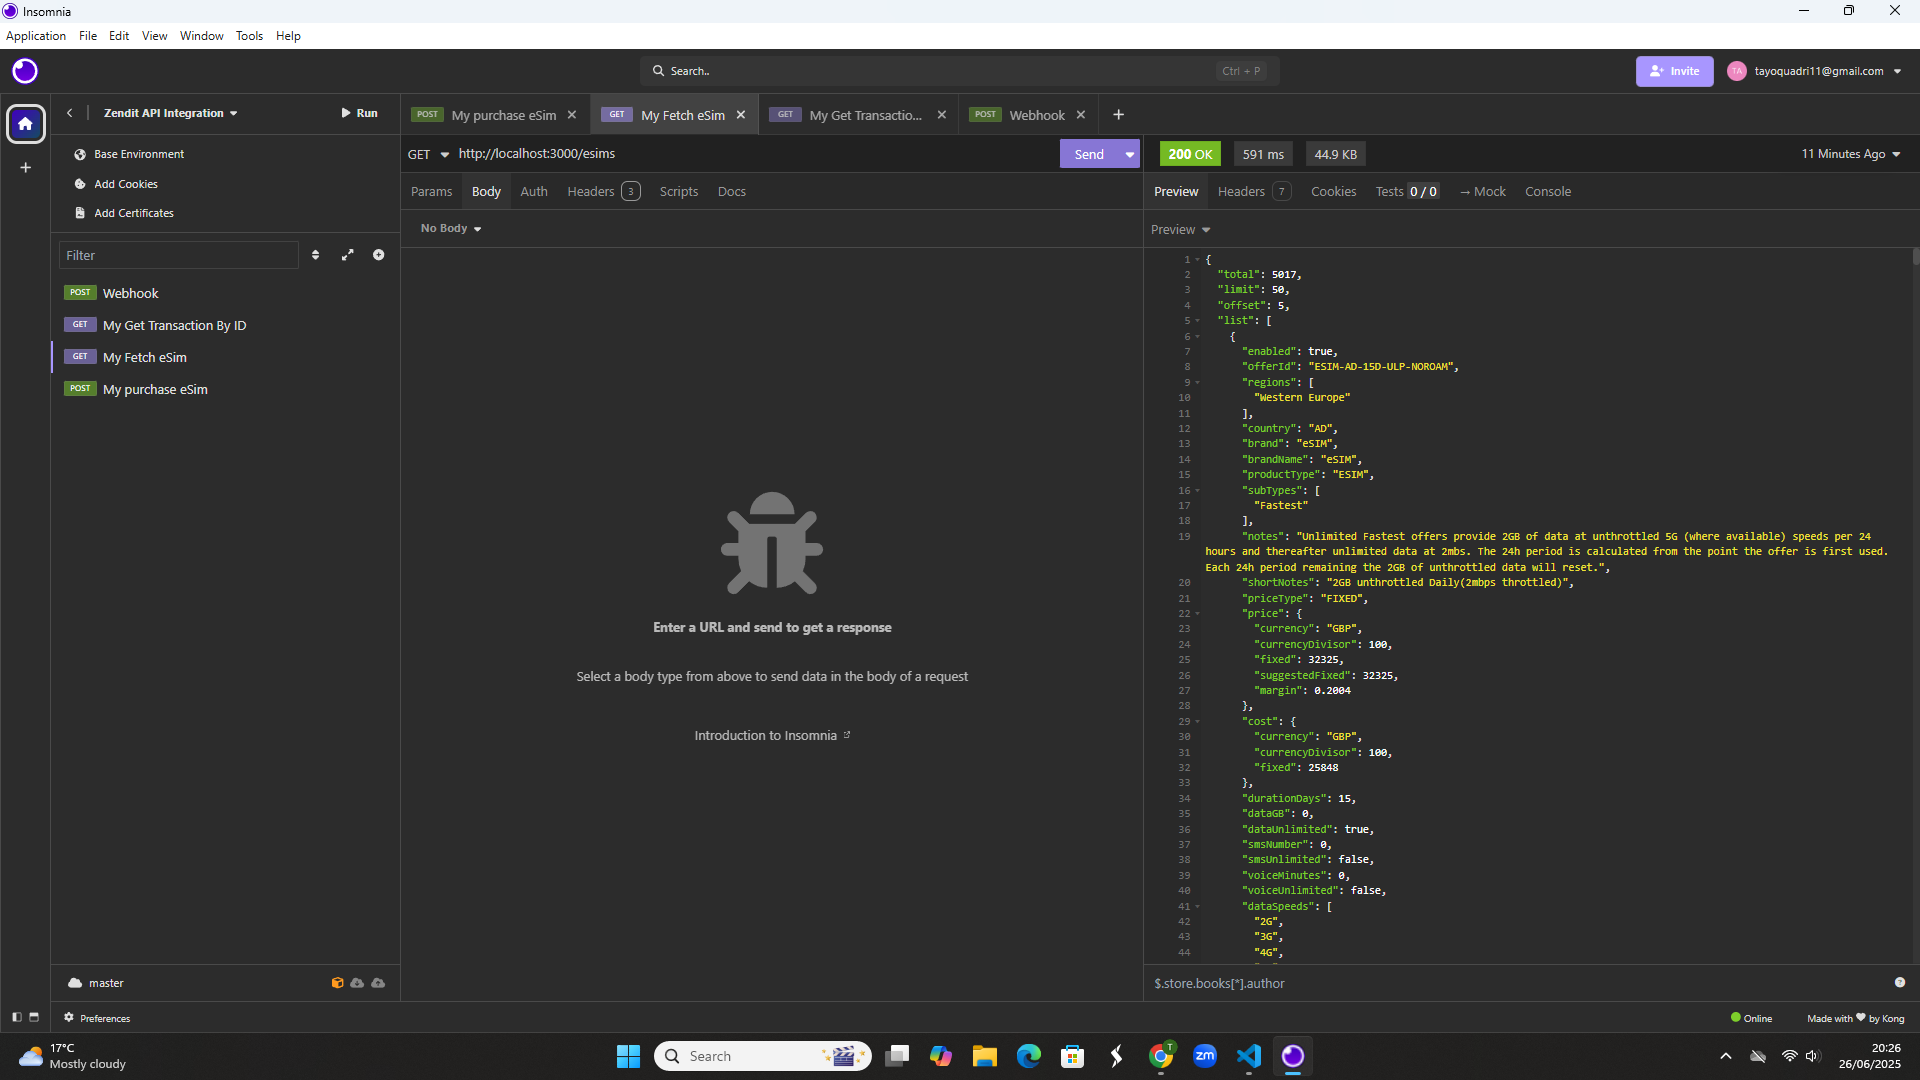 Insomnia
Application File Edit View Window Tools Help
Search.. Ctrl + P
Invite
TA tayoquadri11@gmail.com
Zendit API Integration
Run
POST My purchase eSim
GET My Fetch eSim
GET My Get Transactio...
POST Webhook
Base Environment
Add Cookies
Add Certificates
Filter
POST Webhook
GET My Get Transaction By ID
GET My Fetch eSim
POST My purchase eSim
master
Preferences
GET http://localhost:3000/esims
Send
Params Body Auth Headers 3 Scripts Docs
No Body
Enter a URL and send to get a response
Select a body type from above to send data in the body of a request
Introduction to Insomnia
200 OK 591 ms 44.9 KB 11 Minutes Ago
Preview Headers 7 Cookies Tests 0 / 0 → Mock Console
Preview
1 {
2 "total": 5017,
3 "limit": 50,
4 "offset": 5,
5 "list": [
6 {
7 "enabled": true,
8 "offerId": "ESIM-AD-15D-ULP-NOROAM",
9 "regions": [
10 "Western Europe"
11 ],
12 "country": "AD",
13 "brand": "eSIM",
14 "brandName": "eSIM",
15 "productType": "ESIM",
16 "subTypes": [
17 "Fastest"
18 ],
19 "notes": "Unlimited Fastest offers provide 2GB of data at unthrottled 5G (where available) speeds per 24
hours and thereafter unlimited data at 2mbs. The 24h period is calculated from the point the offer is first used.
Each 24h period remaining the 2GB of unthrottled data will reset.",
20 "shortNotes": "2GB unthrottled Daily(2mbps throttled)",
21 "priceType": "FIXED",
22 "price": {
23 "currency": "GBP",
24 "currencyDivisor": 100,
25 "fixed": 32325,
26 "suggestedFixed": 32325,
27 "margin": 0.2004
28 },
29 "cost": {
30 "currency": "GBP",
31 "currencyDivisor": 100,
32 "fixed": 25848
33 },
34 "durationDays": 15,
35 "dataGB": 0,
36 "dataUnlimited": true,
37 "smsNumber": 0,
38 "smsUnlimited": false,
39 "voiceMinutes": 0,
40 "voiceUnlimited": false,
41 "dataSpeeds": [
42 "2G",
43 "3G",
44 "4G",
$.store.books[*].author
Online
Made with ❤ by Kong
17°C
Mostly cloudy
Search
T
zm
20:26
26/06/2025